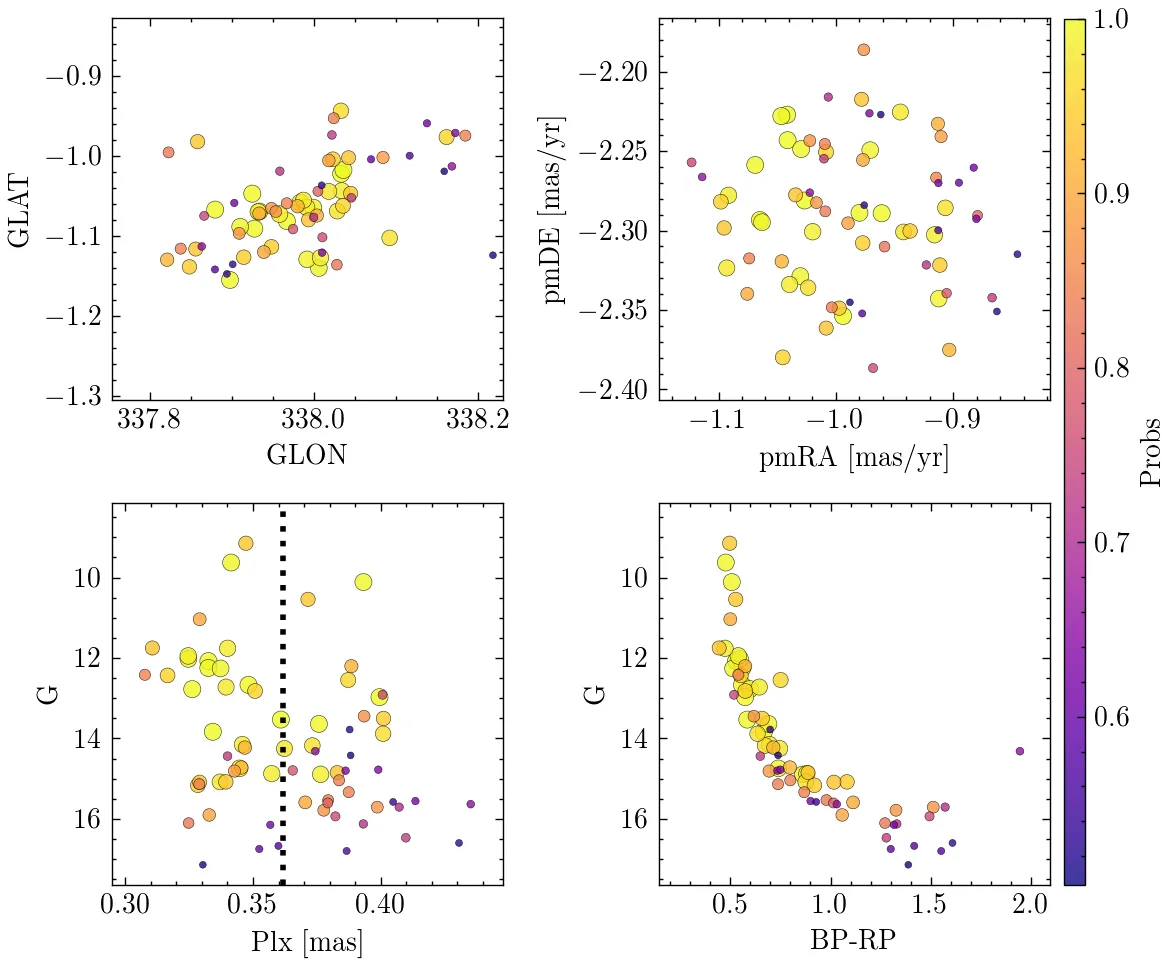 −0.9
−1.0
−1.1
−1.2
−1.3
GLAT
337.8 338.0 338.2
GLON
−2.20
−2.25
−2.30
−2.35
−2.40
pmDE [mas/yr]
−1.1 −1.0 −0.9
pmRA [mas/yr]
10
12
14
16
G
0.30 0.35 0.40
Plx [mas]
10
12
14
16
G
0.5 1.0 1.5 2.0
BP-RP
1.0
0.9
0.8
0.7
0.6
Probs